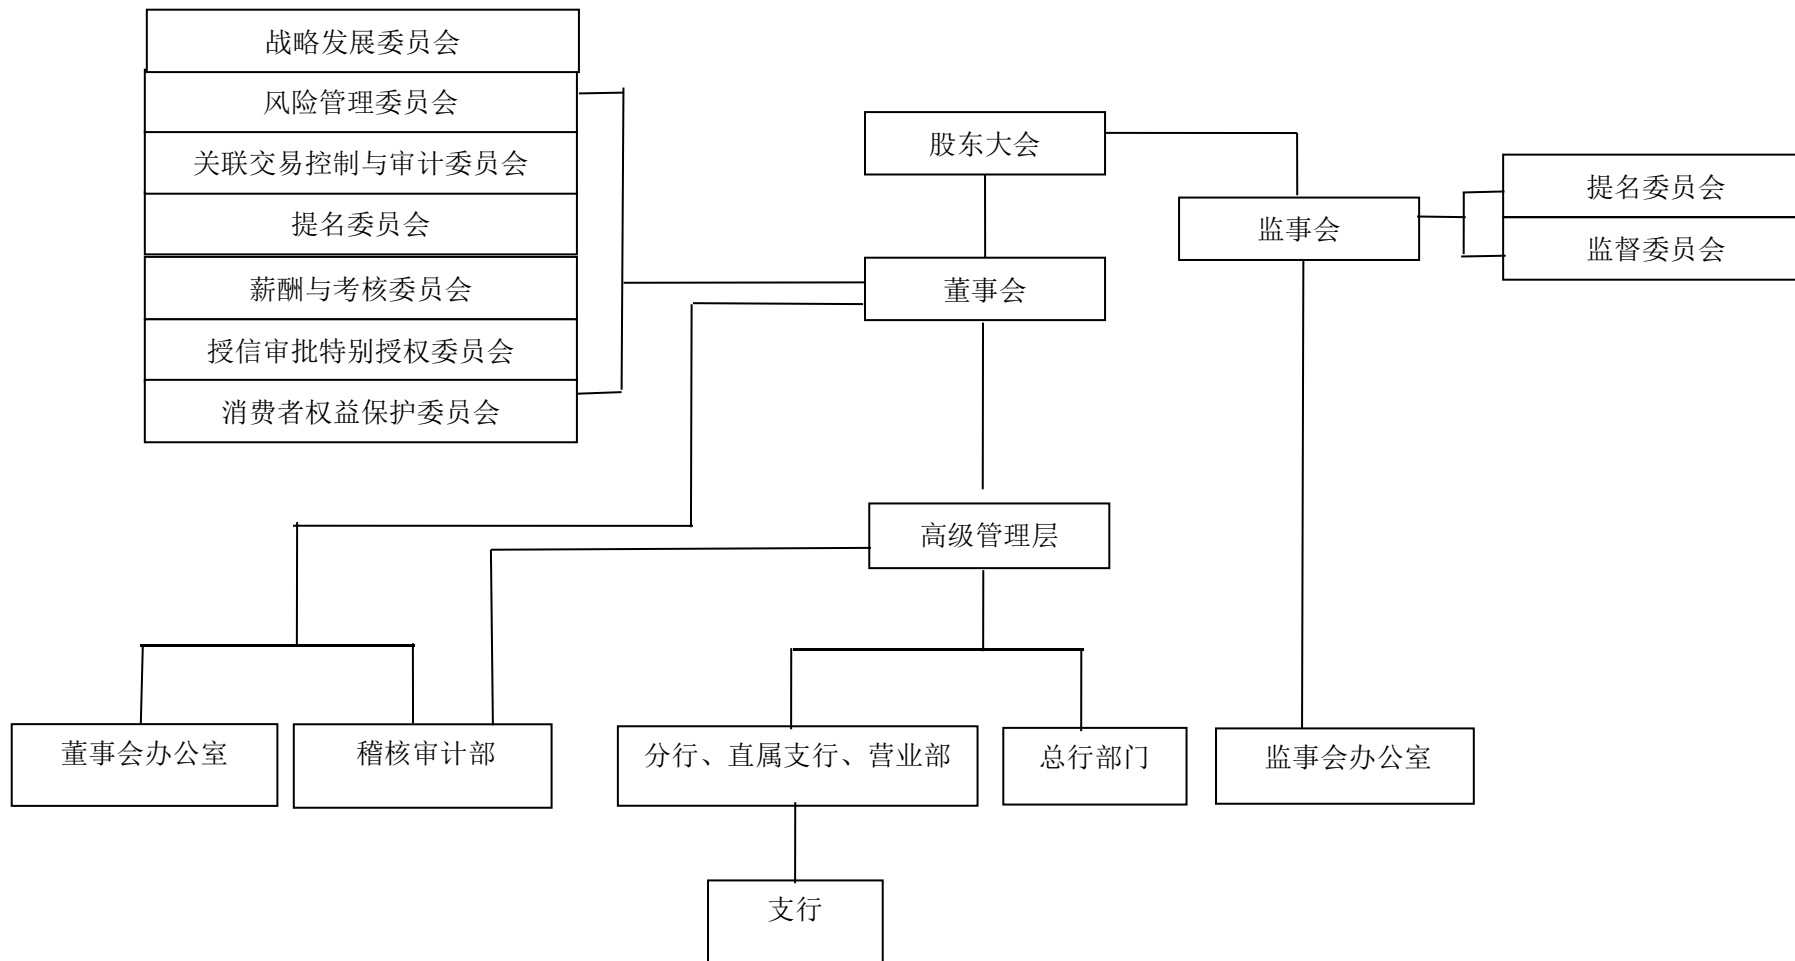 战略发展委员会
风险管理委员会
关联交易控制与审计委员会
提名委员会
薪酬与考核委员会
授信审批特别授权委员会
消费者权益保护委员会
股东大会
监事会
提名委员会
监督委员会
董事会
高级管理层
董事会办公室
稽核审计部
分行、直属支行、营业部
总行部门
监事会办公室
支行